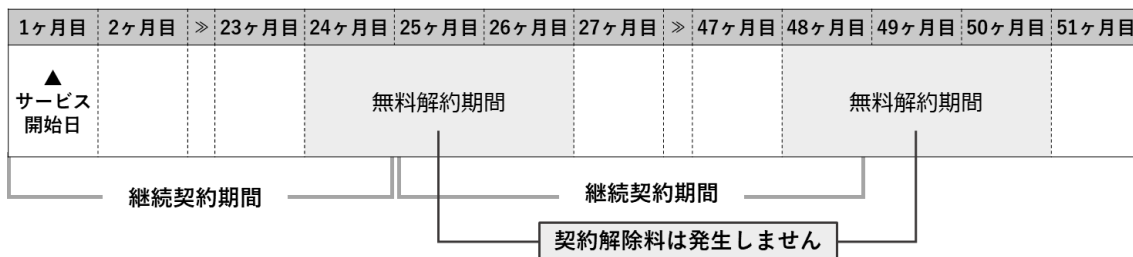 1ヶ月目 2ヶ月目 ≫ 23ヶ月目 24ヶ月目 25ヶ月目 26ヶ月目 27ヶ月目 ≫ 47ヶ月目 48ヶ月目 49ヶ月目 50ヶ月目 51ヶ月目
▲
サービス
開始日
無料解約期間 無料解約期間
継続契約期間 継続契約期間
契約解除料は発生しません